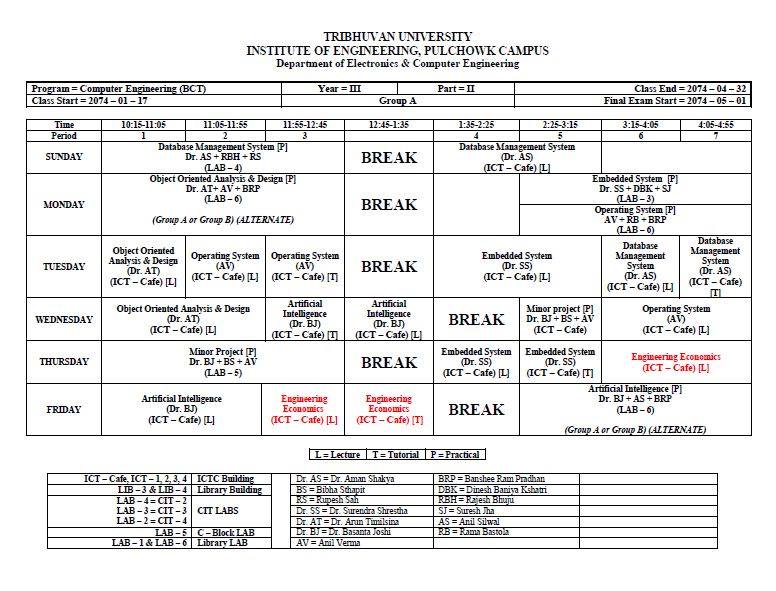 TRIBHUVAN UNIVERSITY
INSTITUTE OF ENGINEERING, PULCHOWK CAMPUS
Department of Electronics & Computer Engineering
Program = Computer Engineering (BCT) Year = III Part = II Class End = 2074 – 04 – 32
Class Start = 2074 – 01 – 17 Group A Final Exam Start = 2074 – 05 – 01
Time 10:15-11:05 11:05-11:55 11:55-12:45 12:45-1:35 1:35-2:25 2:25-3:15 3:15-4:05 4:05-4:55
Period 1 2 3 4 5 6 7
SUNDAY
Database Management System [P]
Dr. AS + RBH + RS
(LAB – 4)
BREAK
Database Management System
(Dr. AS)
(ICT – Cafe) [L]
MONDAY
Object Oriented Analysis & Design [P]
Dr. AT+ AV + BRP
(LAB – 6)
(Group A or Group B) (ALTERNATE)
BREAK
Embedded System [P]
Dr. SS + DBK + SJ
(LAB – 3)
Operating System [P]
AV + RB + BRP
(LAB – 6)
TUESDAY
Object Oriented
Analysis & Design
(Dr. AT)
(ICT – Cafe) [L]
Operating System
(AV)
(ICT – Cafe) [L]
Operating System
(AV)
(ICT – Cafe) [T]
BREAK
Embedded System
(Dr. SS)
(ICT – Cafe) [L]
Database
Management
System
(Dr. AS)
(ICT – Cafe) [L]
Database
Management
System
(Dr. AS)
(ICT – Cafe)
[T]
WEDNESDAY
Object Oriented Analysis & Design
(Dr. AT)
(ICT – Cafe) [L]
Artificial
Intelligence
(Dr. BJ)
(ICT – Cafe) [T]
Artificial
Intelligence
(Dr. BJ)
(ICT – Cafe) [L]
BREAK
Minor project [P]
Dr. BJ + BS + AV
(ICT – Cafe)
Operating System
(AV)
(ICT – Cafe) [L]
THURSDAY
Minor Project [P]
Dr. BJ + BS + AV
(LAB – 5)
BREAK
Embedded System
(Dr. SS)
(ICT – Cafe) [L]
Embedded System
(Dr. SS)
(ICT – Cafe) [T]
Engineering Economics
(ICT – Cafe) [L]
FRIDAY
Artificial Intelligence
(Dr. BJ)
(ICT – Cafe) [L]
Engineering
Economics
(ICT – Cafe) [L]
Engineering
Economics
(ICT – Cafe) [T]
BREAK
Artificial Intelligence [P]
Dr. BJ + AS + BRP
(LAB – 6)
(Group A or Group B) (ALTERNATE)
L = Lecture T = Tutorial P = Practical
ICT – Cafe, ICT – 1, 2, 3, 4 ICTC Building
LIB – 3 & LIB – 4 Library Building
LAB – 4 = CIT – 2
LAB – 3 = CIT – 3 CIT LABS
LAB – 2 = CIT – 4
LAB – 5 C – Block LAB
LAB – 1 & LAB – 6 Library LAB
Dr. AS = Dr. Aman Shakya BRP = Banshee Ram Pradhan
BS = Bibha Sthapit DBK = Dinesh Baniya Kshatri
RS = Rupesh Sah RBH = Rajesh Bhuju
Dr. SS = Dr. Surendra Shrestha SJ = Suresh Jha
Dr. AT = Dr. Arun Timilsina AS = Anil Silwal
Dr. BJ = Dr. Basanta Joshi RB = Rama Bastola
AV = Anil Verma